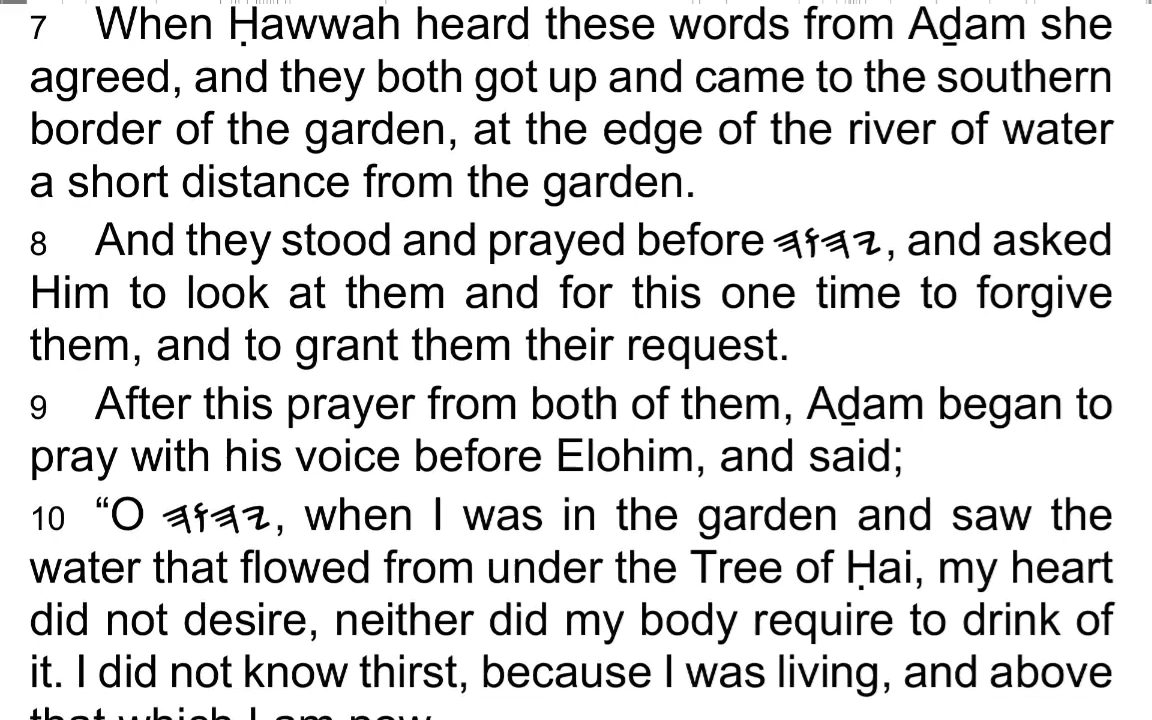 7 When Ḥawwah heard these words from Aḏam she
agreed, and they both got up and came to the southern
border of the garden, at the edge of the river of water
a short distance from the garden.
8 And they stood and prayed before 𐤉𐤄𐤅𐤄, and asked
Him to look at them and for this one time to forgive
them, and to grant them their request.
9 After this prayer from both of them, Aḏam began to
pray with his voice before Elohim, and said;
10 “O 𐤉𐤄𐤅𐤄, when I was in the garden and saw the
water that flowed from under the Tree of Ḥai, my heart
did not desire, neither did my body require to drink of
it. I did not know thirst, because I was living, and above
that which I am now